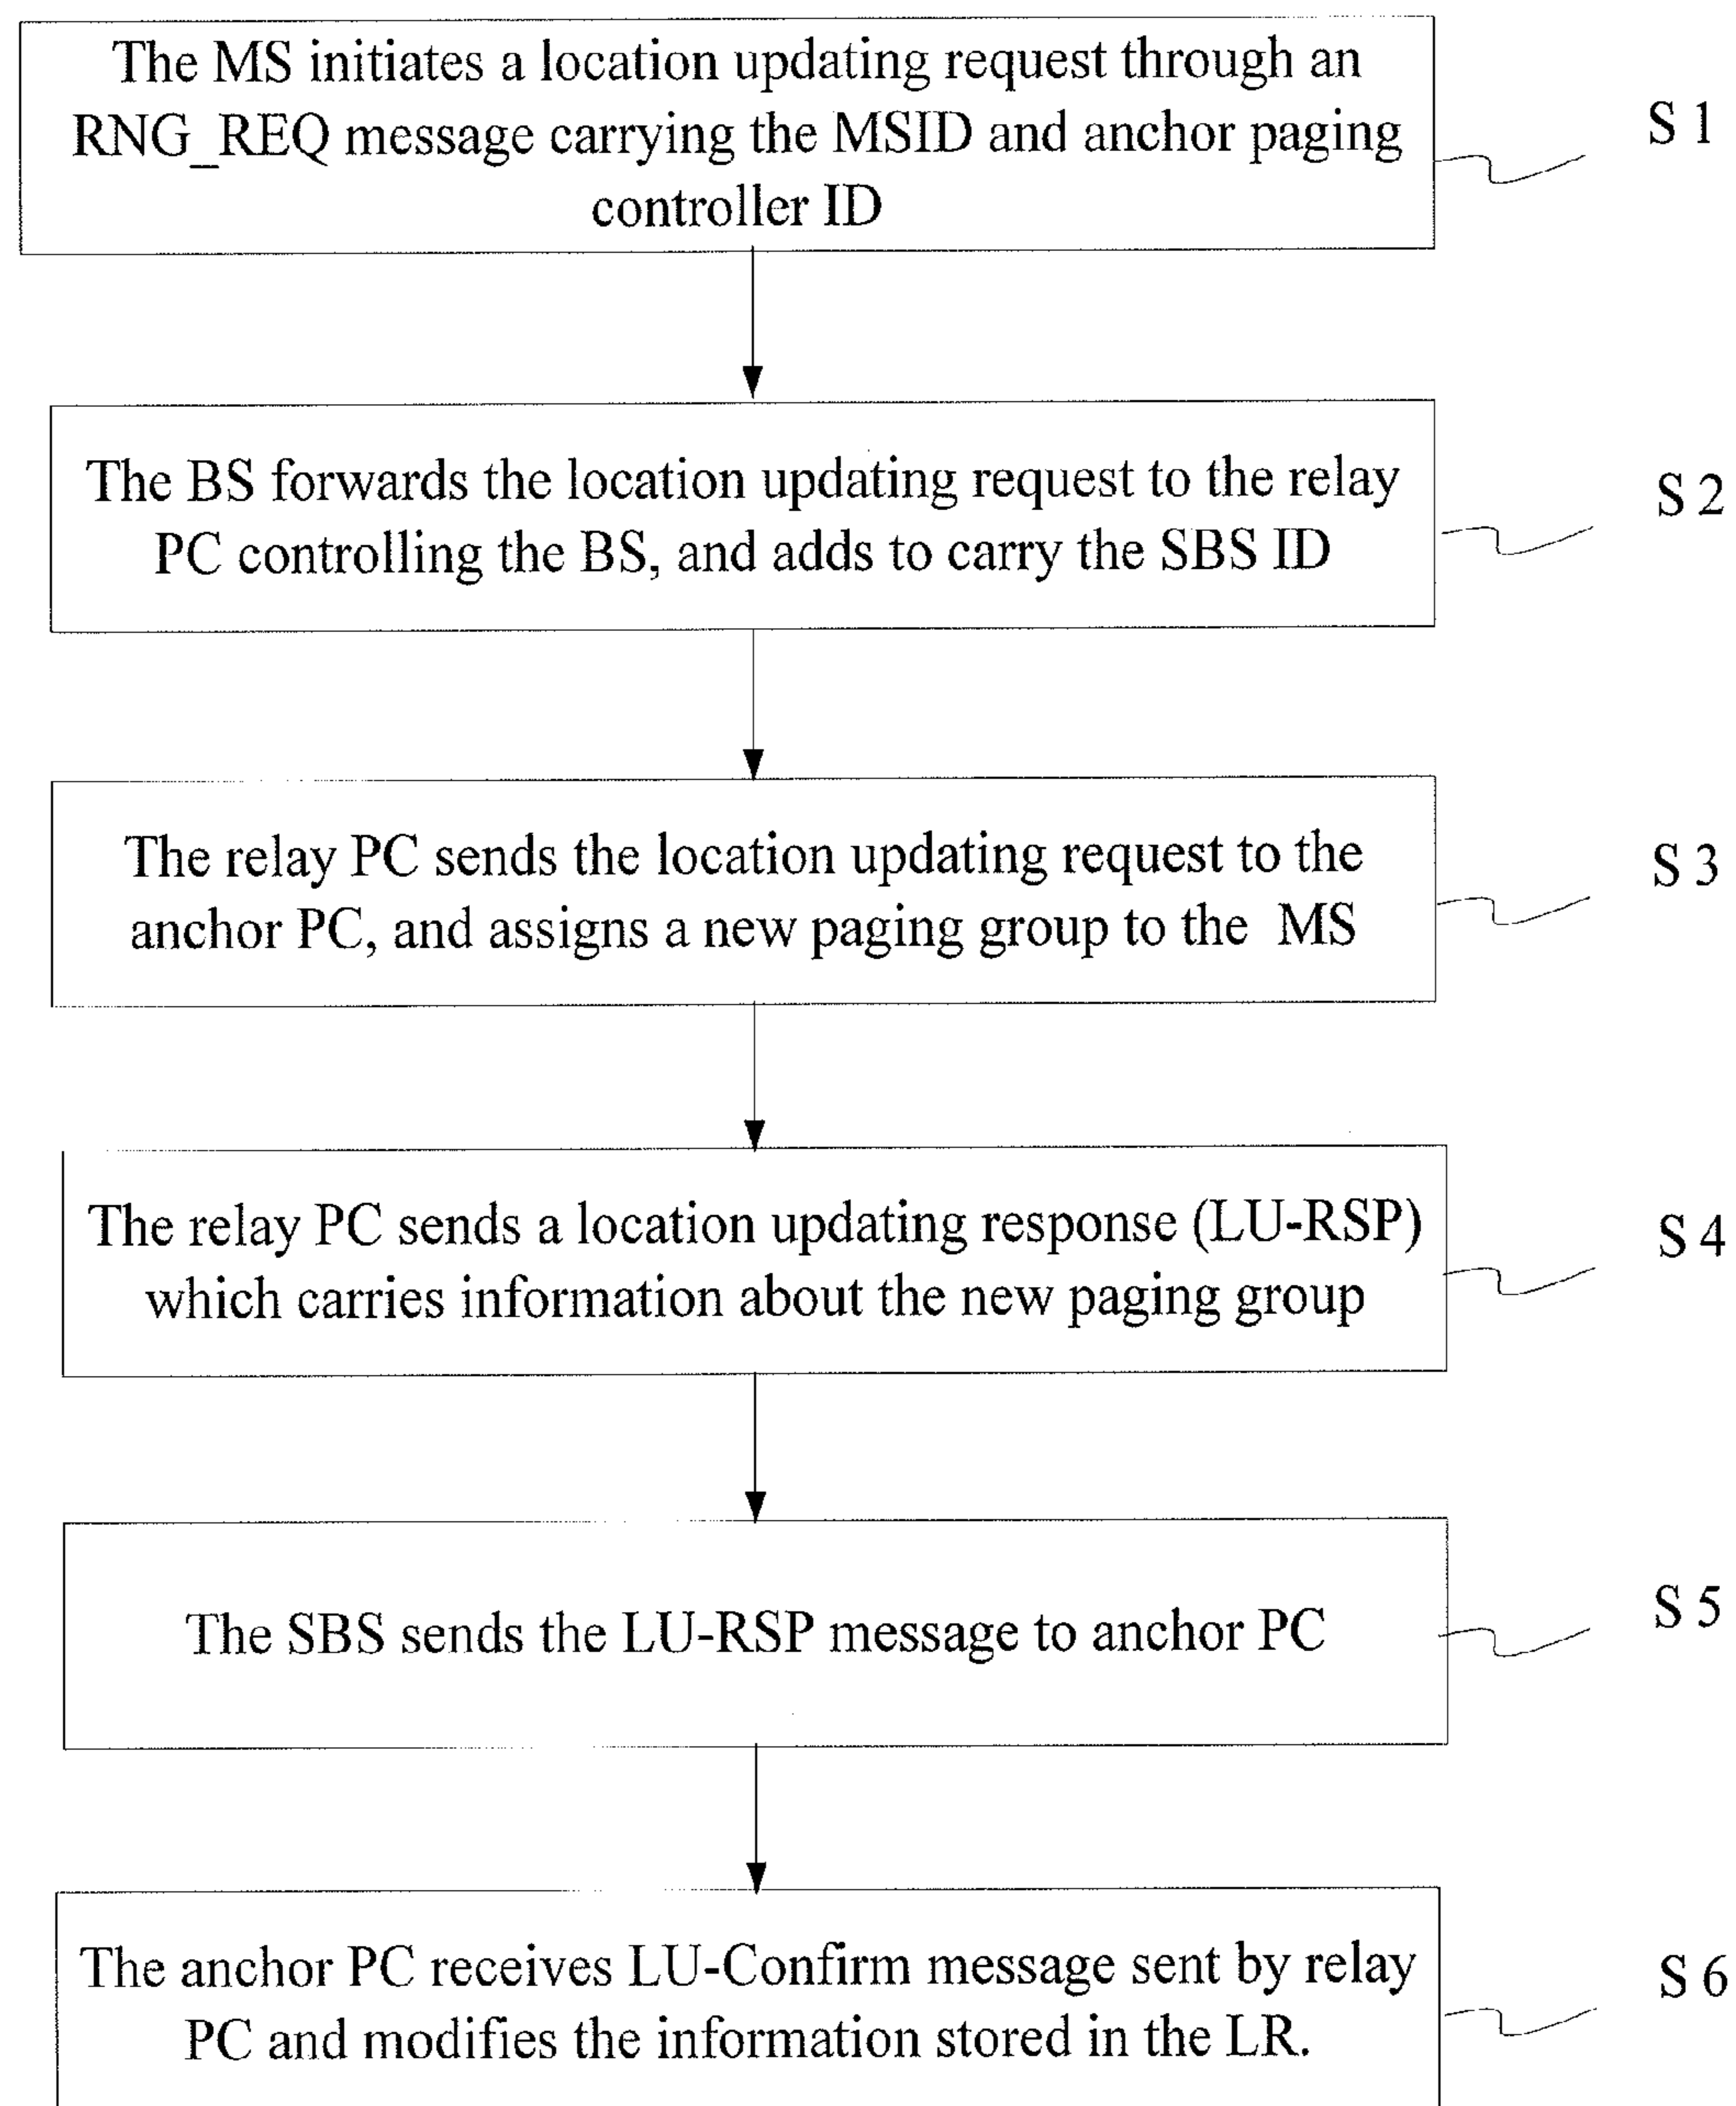 The MS initiates a location updating request through an
RNG_REQ message carrying the MSID and anchor paging
controller ID
S 1
The BS forwards the location updating request to the relay
PC controlling the BS, and adds to carry the SBS ID
S 2
The relay PC sends the location updating request to the
anchor PC, and assigns a new paging group to the MS
S 3
The relay PC sends a location updating response (LU-RSP)
which carries information about the new paging group
S 4
The SBS sends the LU-RSP message to anchor PC
S 5
The anchor PC receives LU-Confirm message sent by relay
PC and modifies the information stored in the LR.
S 6